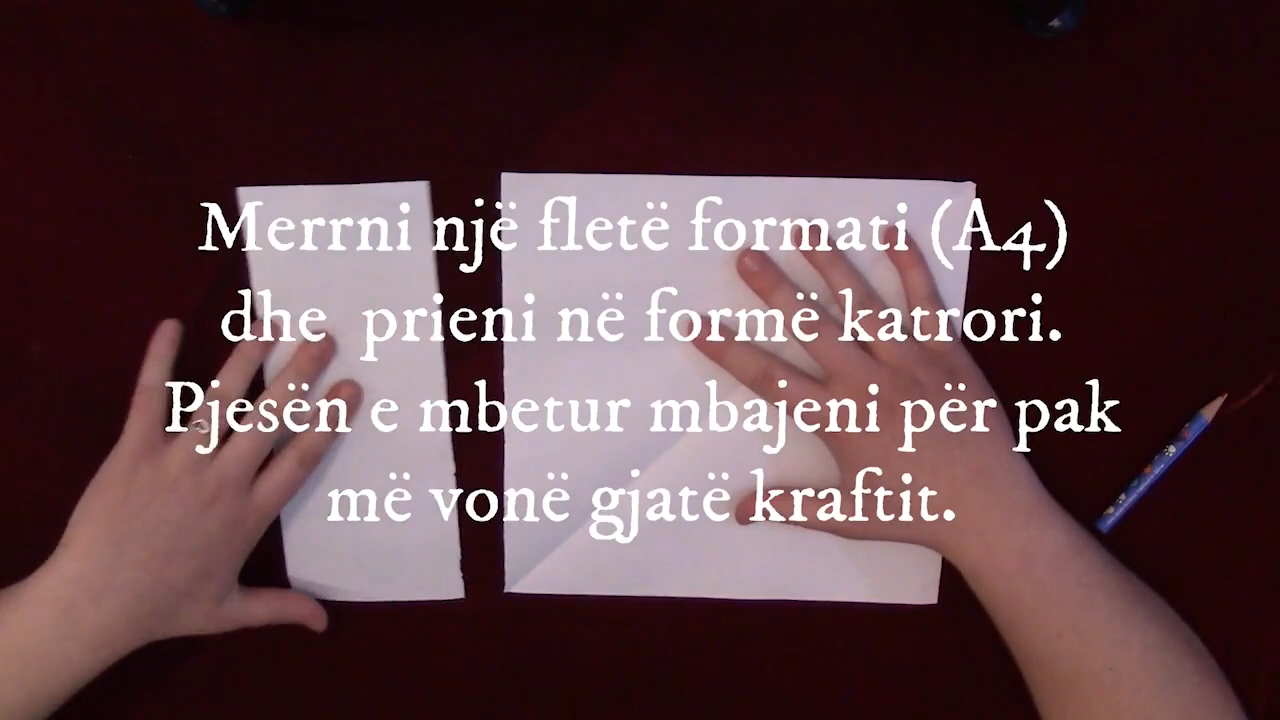 Merrni një fletë formati (A4)
dhe prieni në formë katrori.
Pjesën e mbetur mbajeni për pak
më vonë gjatë kraftit.